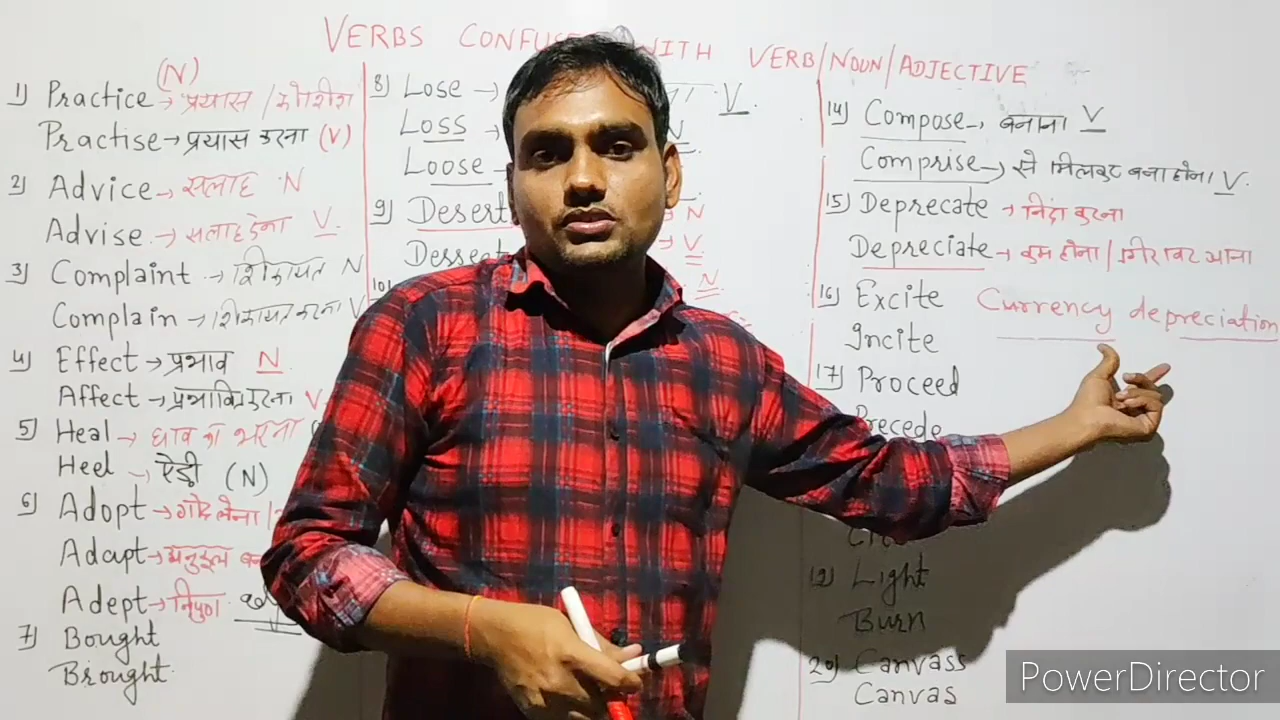 VERBS CONFUSED WITH VERB/NOUN/ADJECTIVE
(N)
1) Practice → प्रयास / कोशिश
Practise → प्रयास करना (V)
2) Advice → सलाह N
Advise → सलाह देना V
3) Complaint → शिकायत N
Complain → शिकायत करना V
4) Effect → प्रभाव N
Affect → प्रभावित करना V
5) Heal → घाव का भरना
Heel → ऐड़ी (N)
6) Adopt → गोद लेना /
Adapt → अनुकूल
Adept → निपुण
7) Bought
Brought
8) Lose → V
Loss → N
Loose
9) Desert N
Dessert V
10) N
14) Compose → बनाना V
Comprise → से मिलकर बना होना V
15) Deprecate → निंदा करना
Depreciate → कम होना / गिरावट आना
16) Excite Currency depreciation
Incite
17) Proceed
Precede
19) Light
Burn
20) Canvass
Canvas
PowerDirector